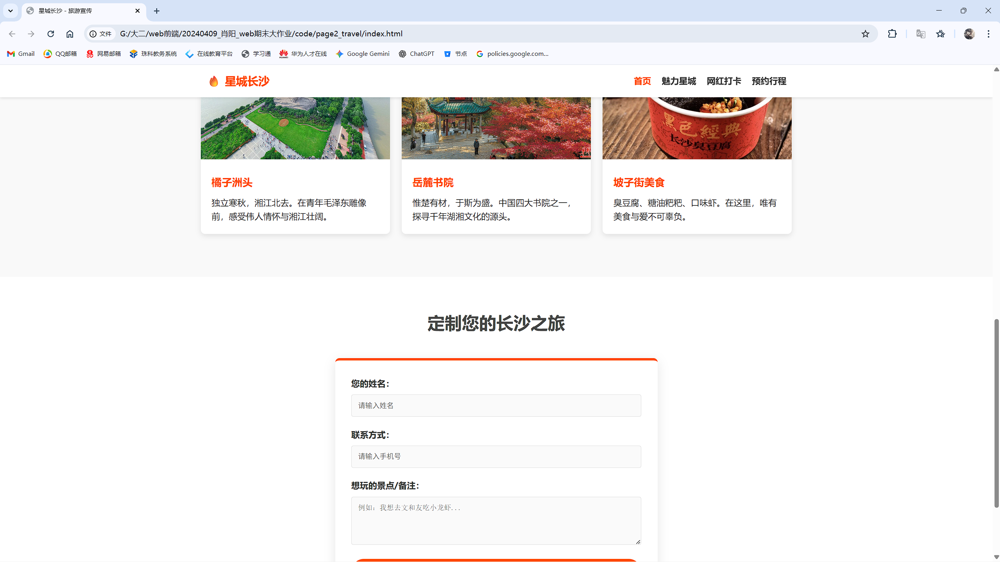 星城长沙 - 旅游宣传
文件
G:/大二/web前端/20240409_肖阳_web期末大作业/code/page2_travel/index.html
Gmail
QQ邮箱
网易邮箱
珠科教务系统
在线教育平台
学习通
华为人才在线
Google Gemini
ChatGPT
节点
policies.google.com...
星城长沙
首页
魅力星城
网红打卡
预约行程
黑色經典
长沙臭豆腐
橘子洲头
独立寒秋，湘江北去。在青年毛泽东雕像
前，感受伟人情怀与湘江壮阔。
岳麓书院
惟楚有材，于斯为盛。中国四大书院之一，
探寻千年湖湘文化的源头。
坡子街美食
臭豆腐、糖油粑粑、口味虾。在这里，唯有
美食与爱不可辜负。
定制您的长沙之旅
您的姓名：
请输入姓名
联系方式：
请输入手机号
想玩的景点/备注：
例如：我想去文和友吃小龙虾...